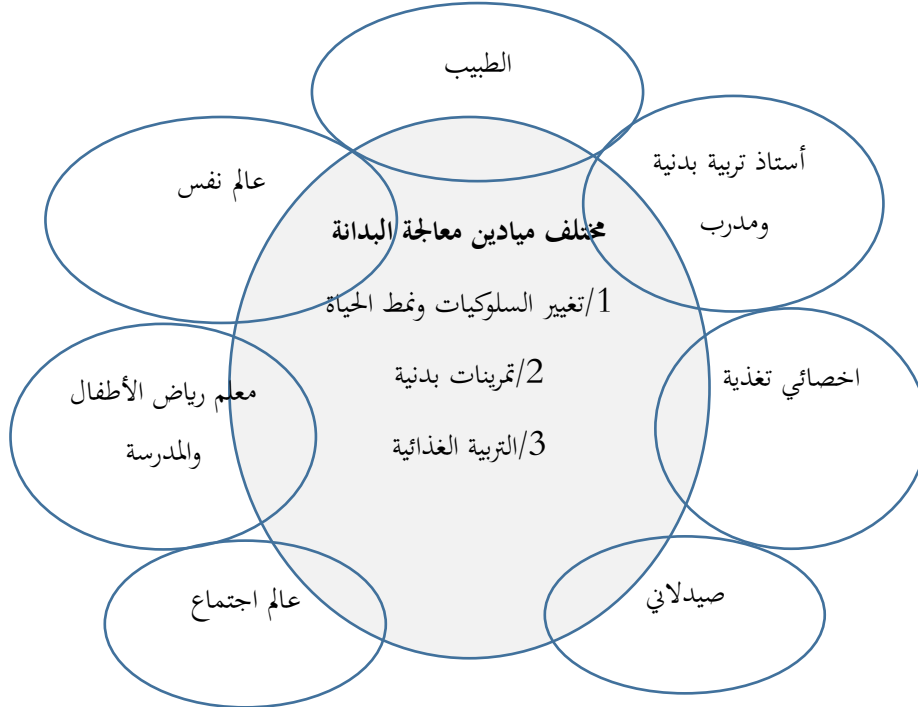 الطبيب
أستاذ تربية بدنية
ومدرب
عالم نفس
مختلف ميادين معالجة البدانة
1/تغيير السلوكيات ونمط الحياة
2/تمرينات بدنية
3/التربية الغذائية
اخصائي تغذية
معلم رياض الأطفال
والمدرسة
صيدلاني
عالم اجتماع